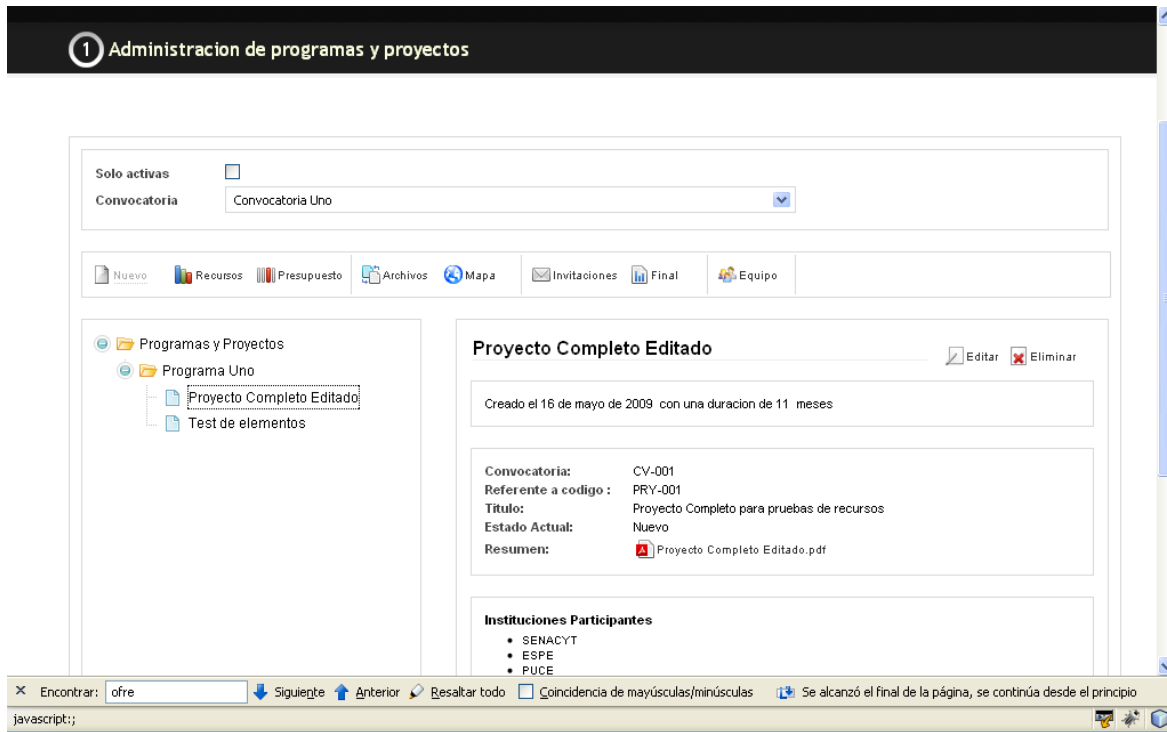 1 Administracion de programas y proyectos
Solo activas
Convocatoria Convocatoria Uno
Nuevo Recursos Presupuesto Archivos Mapa Invitaciones Final Equipo
Programas y Proyectos
Programa Uno
Proyecto Completo Editado
Test de elementos
Proyecto Completo Editado Editar Eliminar
Creado el 16 de mayo de 2009 con una duracion de 11 meses
Convocatoria: CV-001
Referente a codigo : PRY-001
Titulo: Proyecto Completo para pruebas de recursos
Estado Actual: Nuevo
Resumen: Proyecto Completo Editado.pdf
Instituciones Participantes
• SENACYT
• ESPE
• PUCE
× Encontrar: ofre Siguiente Anterior Resaltar todo Coincidencia de mayúsculas/minúsculas Se alcanzó el final de la página, se continúa desde el principio
javascript:;